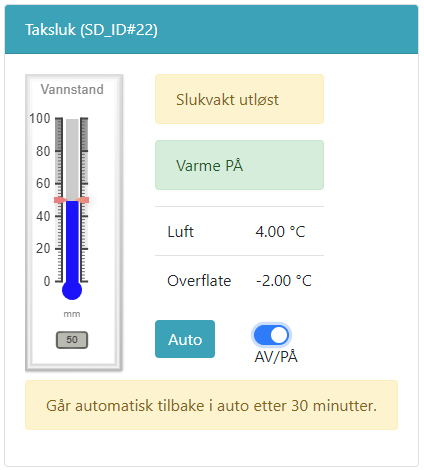 Taksluk (SD_ID#22)
Vannstand
100
80
60
40
20
0
mm
50
Slukvakt utløst
Varme PÅ
Luft 4.00 °C
Overflate -2.00 °C
Auto
AV/PÅ
Går automatisk tilbake i auto etter 30 minutter.